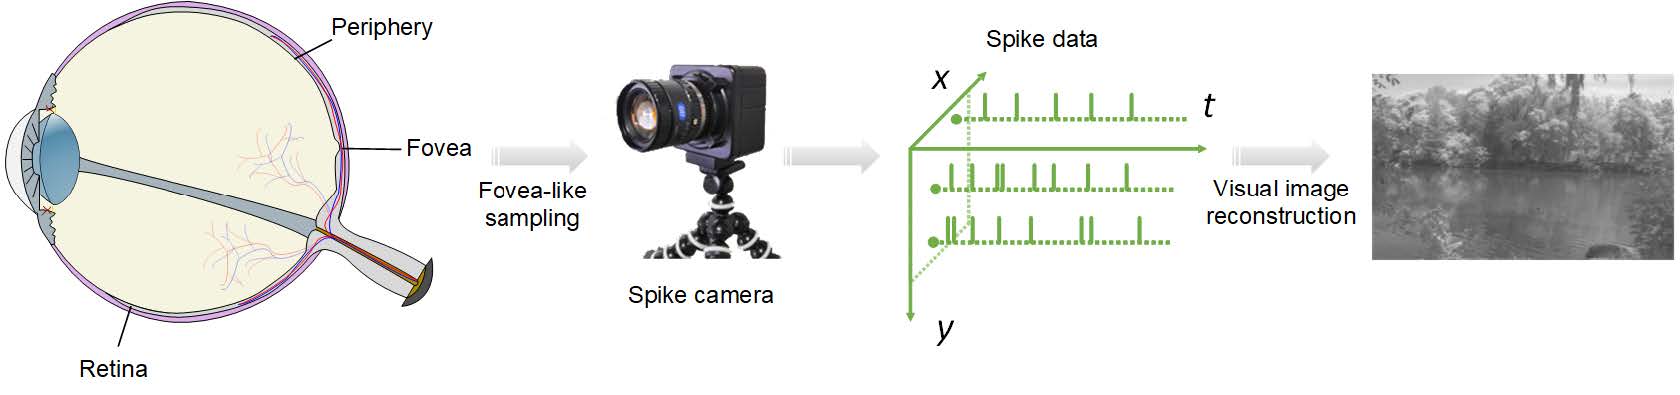 Periphery
Fovea
Retina
Fovea-like
sampling
Spike camera
Spike data
x
t
y
Visual image
reconstruction